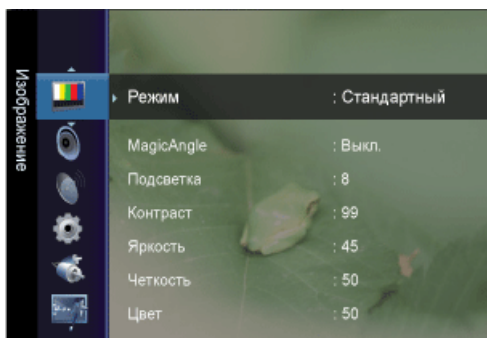 Изображение
Режим : Стандартный
MagicAngle : Выкл.
Подсветка : 8
Контраст : 99
Яркость : 45
Четкость : 50
Цвет : 50